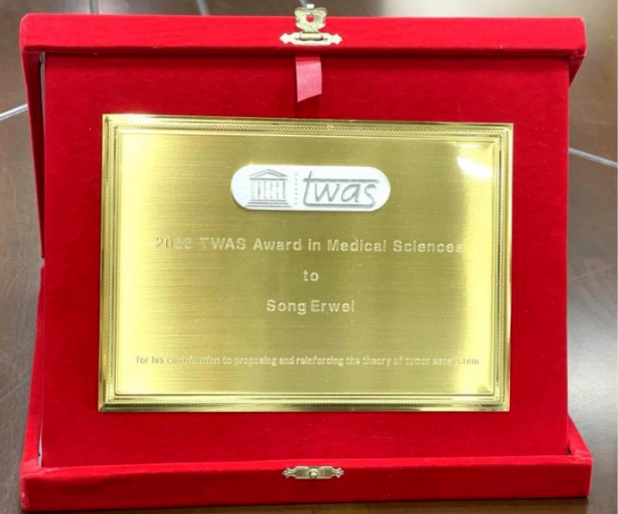 UNESCO
twas
TWAS Award in Medical Sciences
to
Song Erwei
for his contribution to proposing and reinforcing the theory of tumor ecosystem